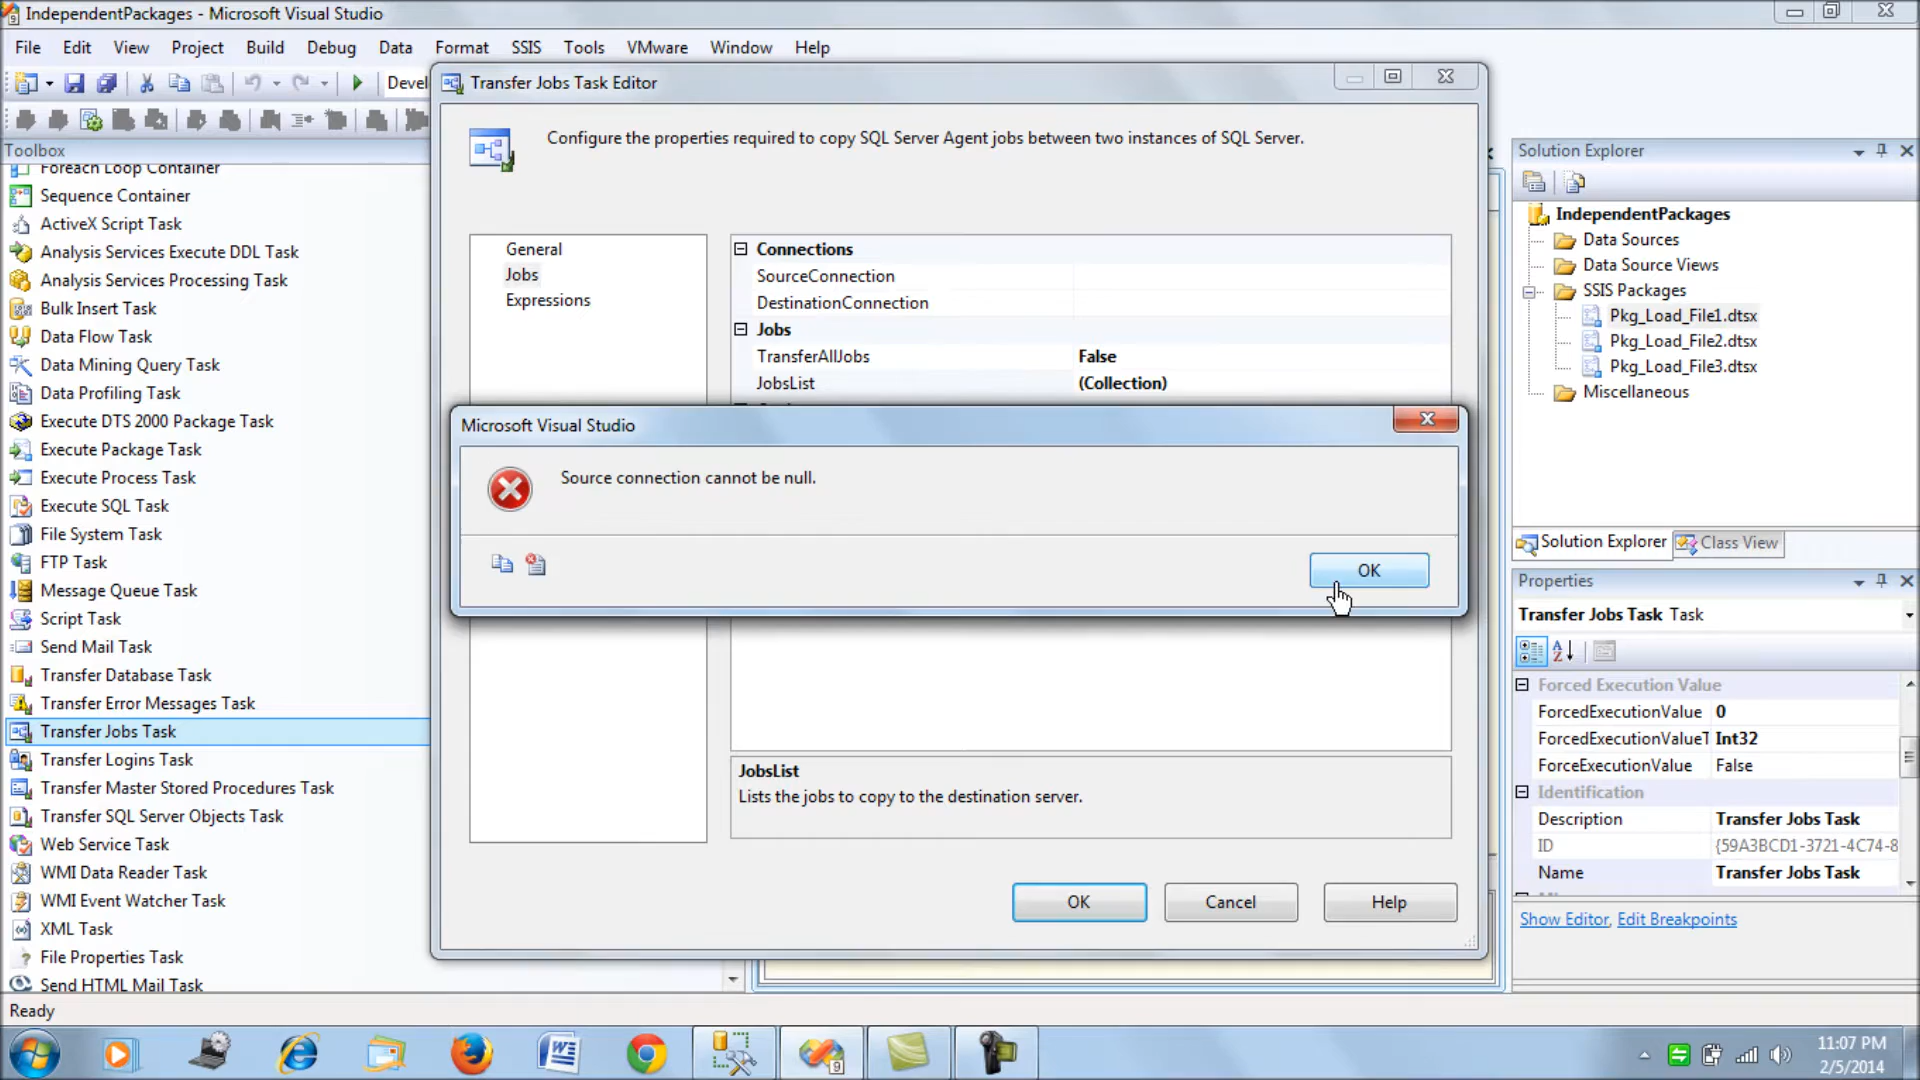 IndependentPackages - Microsoft Visual Studio
File Edit View Project Build Debug Data Format SSIS Tools VMware Window Help
Devel
Toolbox
Foreach Loop Container
Sequence Container
ActiveX Script Task
Analysis Services Execute DDL Task
Analysis Services Processing Task
Bulk Insert Task
Data Flow Task
Data Mining Query Task
Data Profiling Task
Execute DTS 2000 Package Task
Execute Package Task
Execute Process Task
Execute SQL Task
File System Task
FTP Task
Message Queue Task
Script Task
Send Mail Task
Transfer Database Task
Transfer Error Messages Task
Transfer Jobs Task
Transfer Logins Task
Transfer Master Stored Procedures Task
Transfer SQL Server Objects Task
Web Service Task
WMI Data Reader Task
WMI Event Watcher Task
XML Task
File Properties Task
Send HTML Mail Task
Transfer Jobs Task Editor
Configure the properties required to copy SQL Server Agent jobs between two instances of SQL Server.
General
Jobs
Expressions
Connections
SourceConnection
DestinationConnection
Jobs
TransferAllJobs False
JobsList (Collection)
Microsoft Visual Studio
Source connection cannot be null.
OK
JobsList
Lists the jobs to copy to the destination server.
OK Cancel Help
Solution Explorer
IndependentPackages
Data Sources
Data Source Views
SSIS Packages
Pkg_Load_File1.dtsx
Pkg_Load_File2.dtsx
Pkg_Load_File3.dtsx
Miscellaneous
Solution Explorer Class View
Properties
Transfer Jobs Task Task
Forced Execution Value
ForcedExecutionValue 0
ForcedExecutionValueT Int32
ForceExecutionValue False
Identification
Description Transfer Jobs Task
ID {59A3BCD1-3721-4C74-8
Name Transfer Jobs Task
Show Editor, Edit Breakpoints
Ready
11:07 PM
2/5/2014